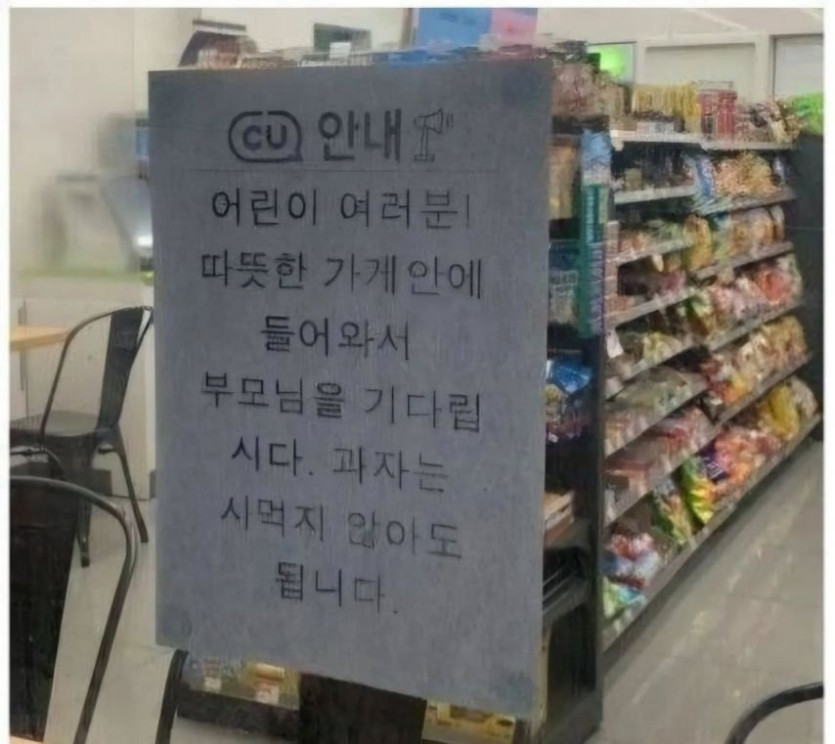 CU 안내
어린이 여러분!
따뜻한 가게안에
들어와서
부모님을 기다립
시다. 과자는
사먹지 않아도
됩니다.